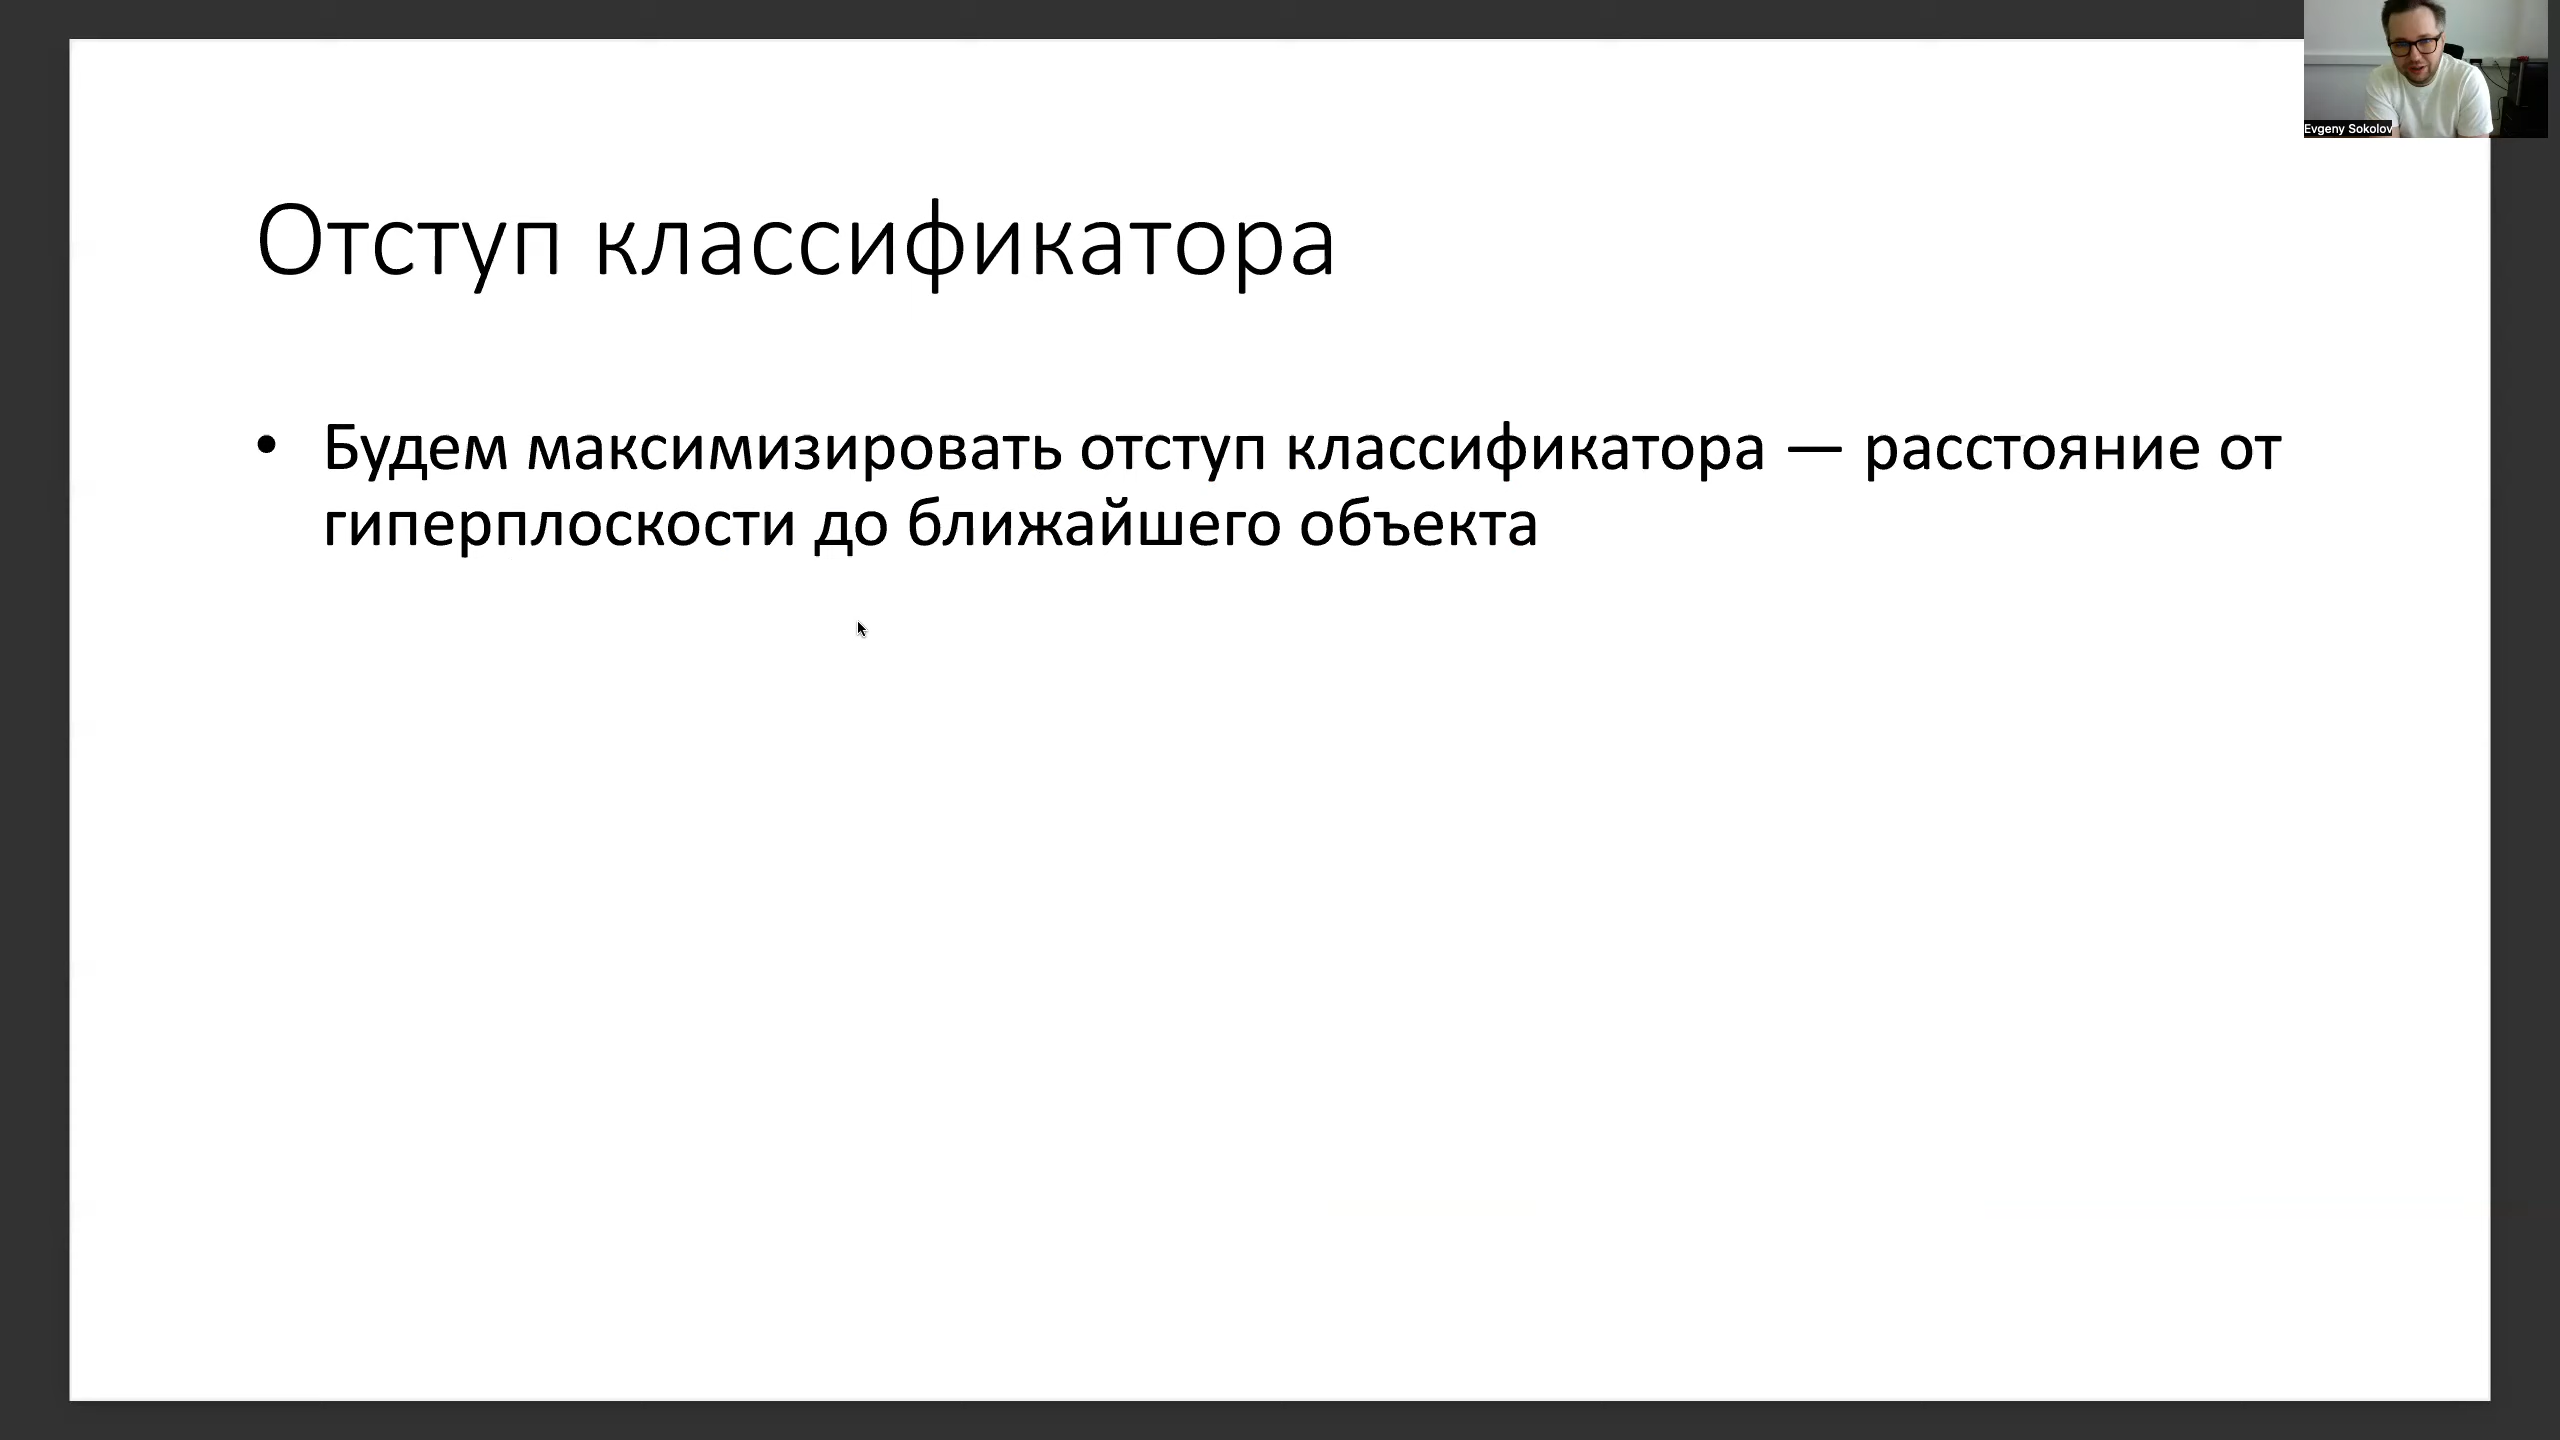 Evgeny Sokolov
Отступ классификатора
• Будем максимизировать отступ классификатора — расстояние от
гиперплоскости до ближайшего объекта